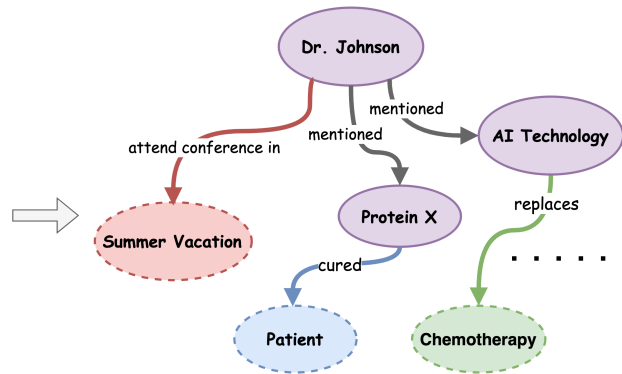 Dr. Johnson
mentioned
attend conference in
mentioned
AI Technology
replaces
Summer Vacation
Protein X
cured
Patient
Chemotherapy